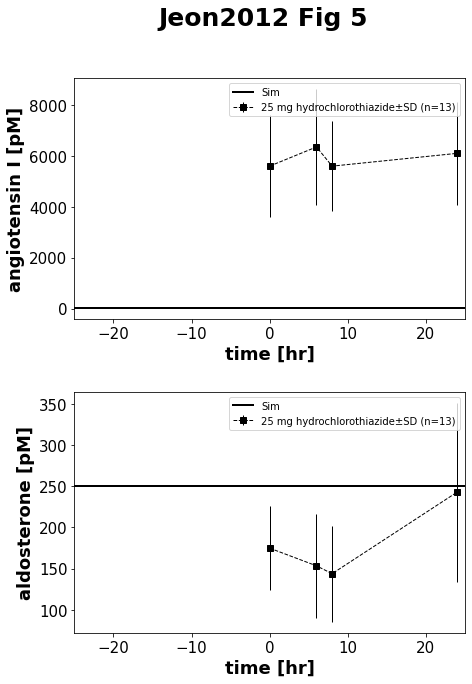 Jeon2012 Fig 5
angiotensin I [pM]
8000
6000
4000
2000
0
Sim
25 mg hydrochlorothiazide±SD (n=13)
−20 −10 0 10 20
time [hr]
aldosterone [pM]
350
300
250
200
150
100
Sim
25 mg hydrochlorothiazide±SD (n=13)
−20 −10 0 10 20
time [hr]